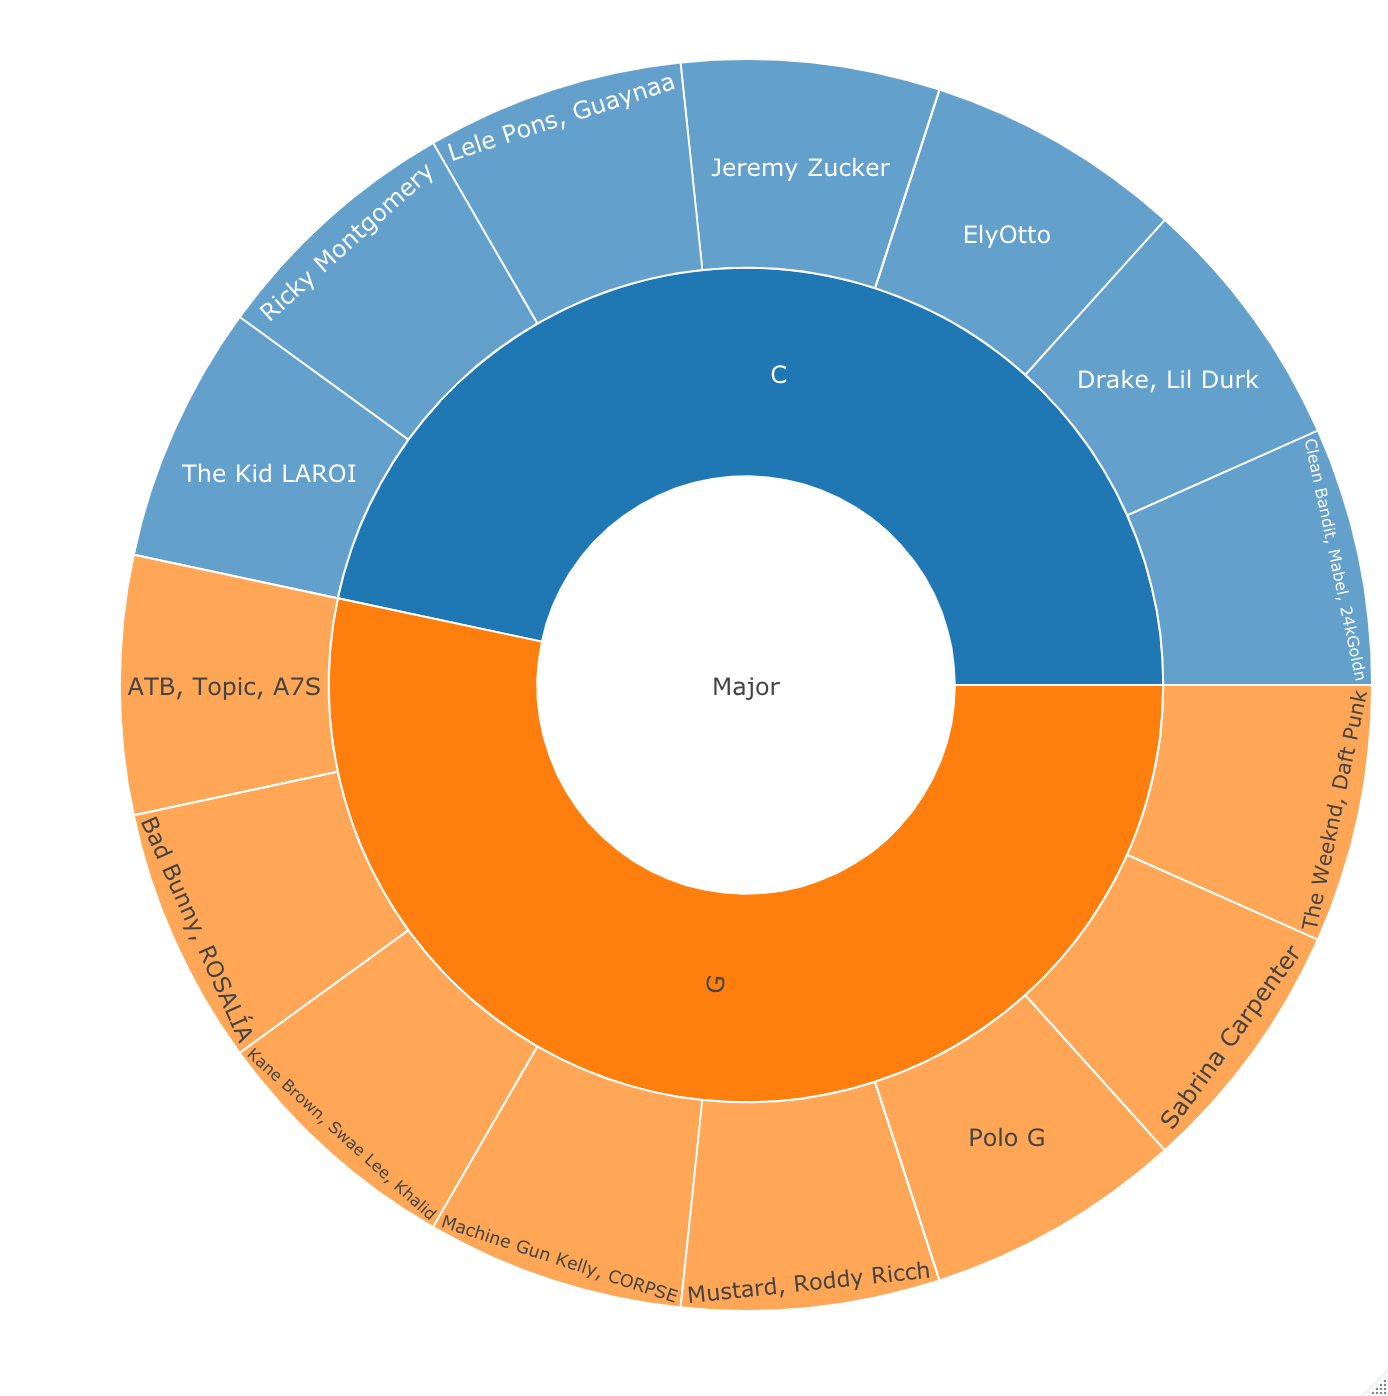 Lele Pons, Guaynaa
Jeremy Zucker
ElyOtto
Ricky Montgomery
Drake, Lil Durk
C
The Kid LAROI
Clean Bandit, Mabel, 24kGoldn
ATB, Topic, A7S
Major
The Weeknd, Daft Punk
Bad Bunny, ROSALÍA
G
Sabrina Carpenter
Kane Brown, Swae Lee, Khalid
Polo G
Machine Gun Kelly, CORPSE
Mustard, Roddy Ricch